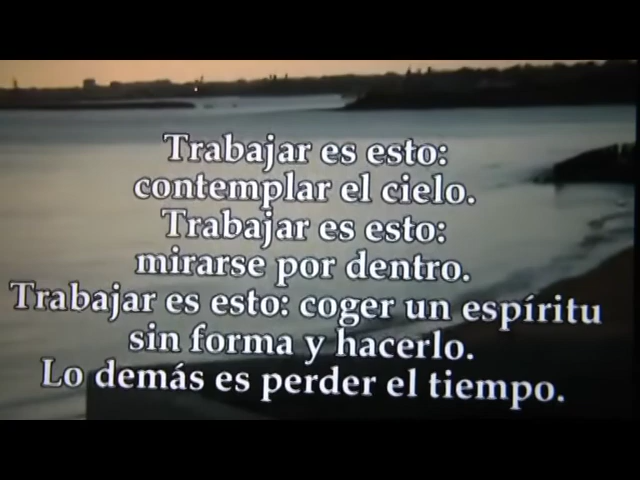 Trabajar es esto:
contemplar el cielo.
Trabajar es esto:
mirarse por dentro.
Trabajar es esto: coger un espíritu
sin forma y hacerlo.
Lo demás es perder el tiempo.